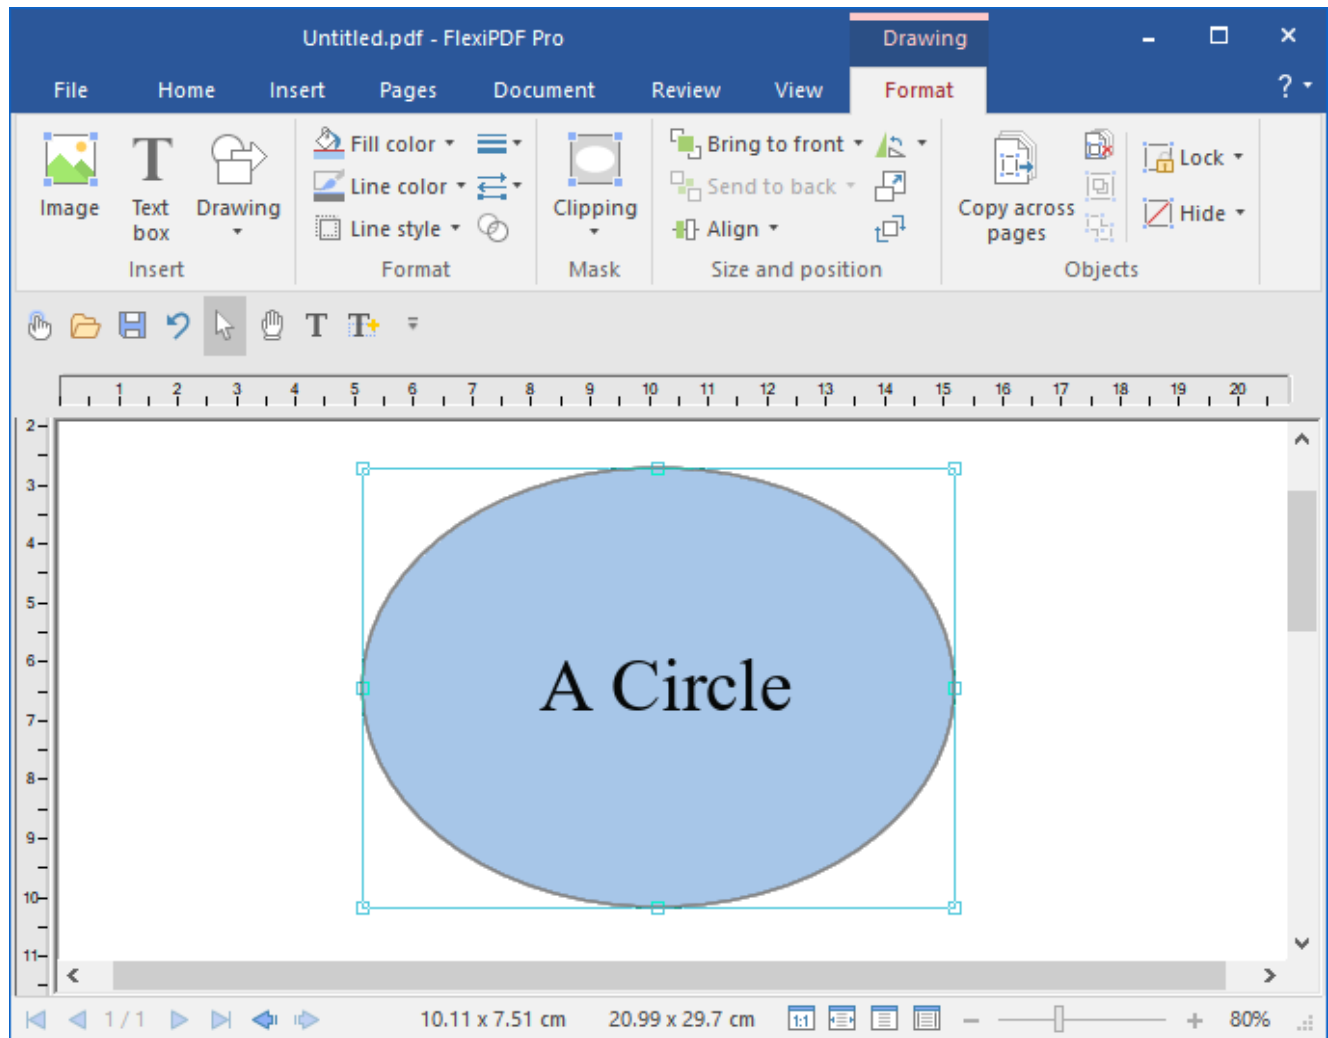 Untitled.pdf - FlexiPDF Pro
Drawing
File Home Insert Pages Document Review View Format ?
Image
Text box
Drawing
Insert
Fill color
Line color
Line style
Format
Clipping
Mask
Bring to front
Send to back
Align
Size and position
Copy across
pages
Lock
Hide
Objects
T T+
1 2 3 4 5 6 7 8 9 10 11 12 13 14 15 16 17 18 19 20
2
3
4
5
6
7
8
9
10
11
A Circle
1 / 1 10.11 x 7.51 cm 20.99 x 29.7 cm 1:1 80%